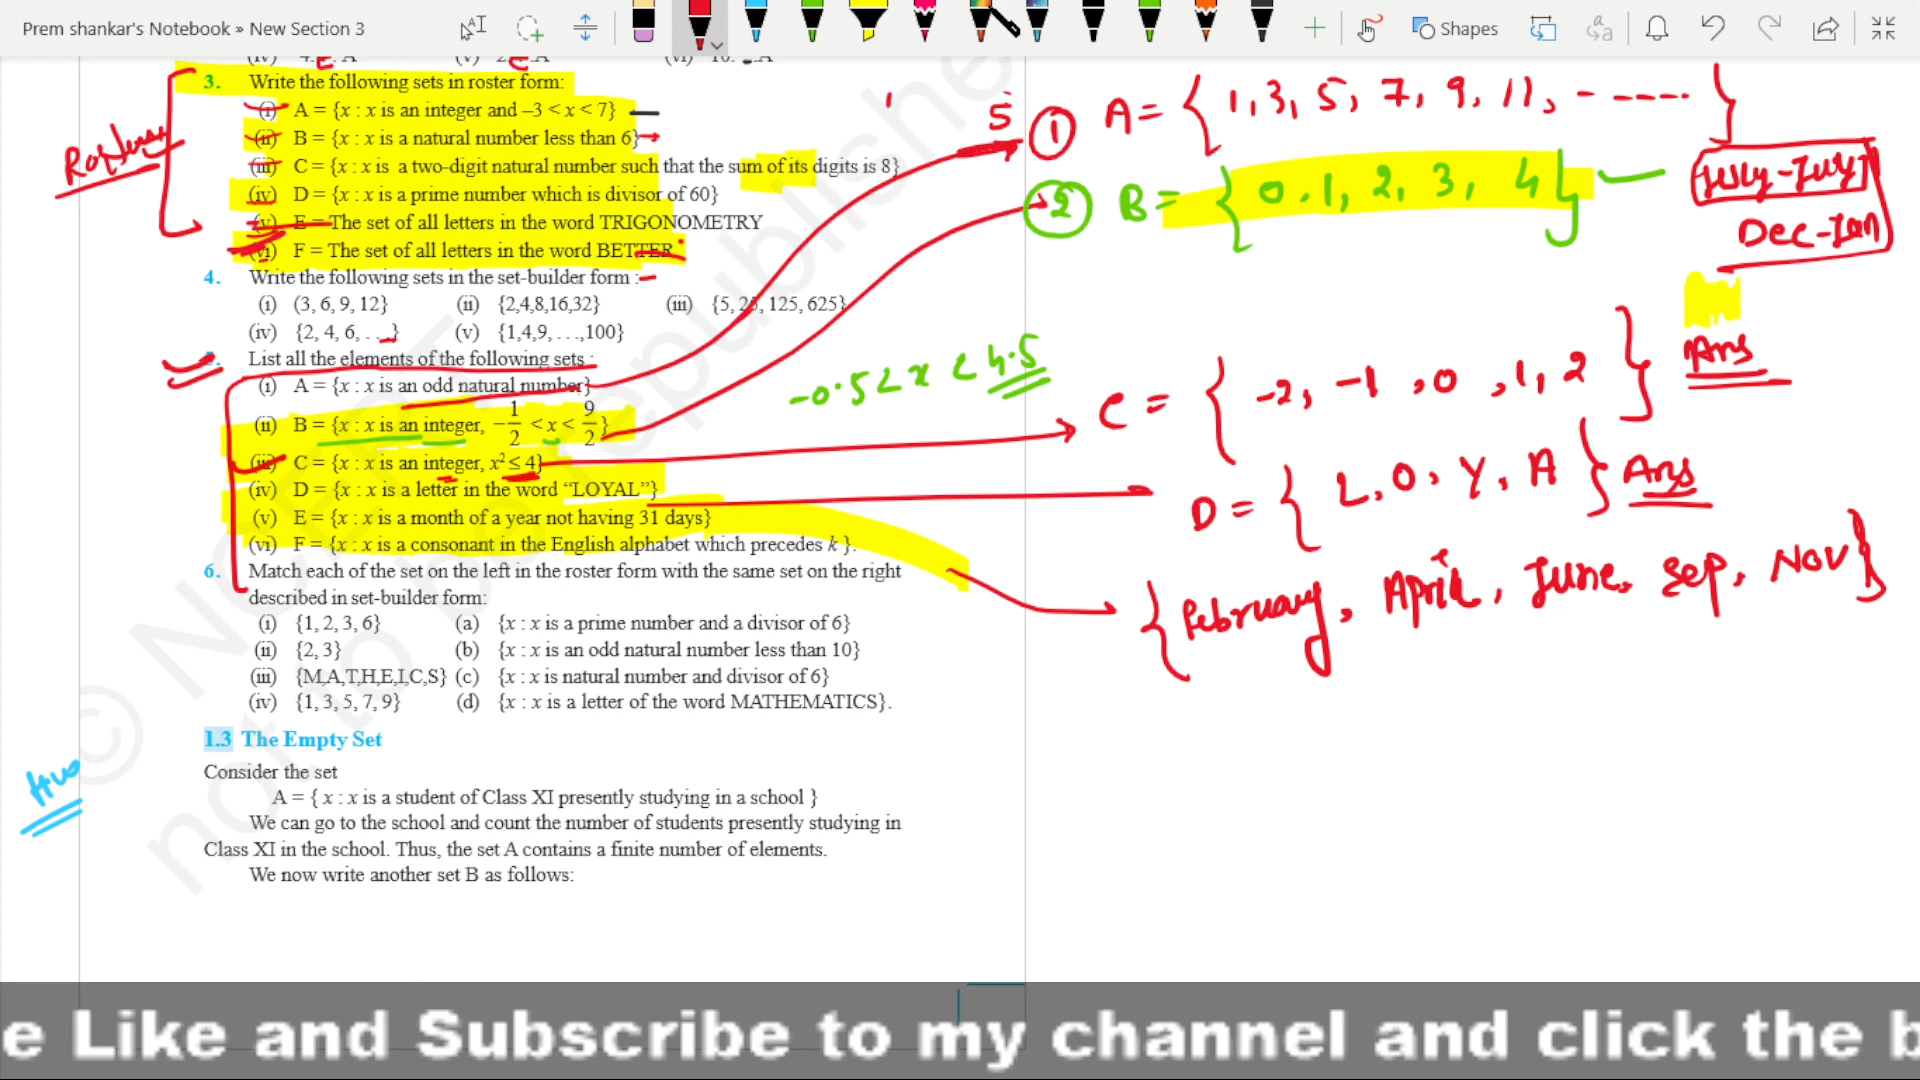 Prem shankar's Notebook » New Section 3
Shapes
3. Write the following sets in roster form:
(i) A = {x : x is an integer and –3 < x < 7}
(ii) B = {x : x is a natural number less than 6}
(iii) C = {x : x is a two-digit natural number such that the sum of its digits is 8}
(iv) D = {x : x is a prime number which is divisor of 60}
(v) E = The set of all letters in the word TRIGONOMETRY
(vi) F = The set of all letters in the word BETTER
4. Write the following sets in the set-builder form :
(i) (3, 6, 9, 12} (ii) {2,4,8,16,32} (iii) {5, 25, 125, 625}
(iv) {2, 4, 6, . . .} (v) {1,4,9, . . .,100}
List all the elements of the following sets :
(i) A = {x : x is an odd natural number}
(ii) B = {x : x is an integer, –1/2 < x < 9/2}
(iii) C = {x : x is an integer, x² ≤ 4}
(iv) D = {x : x is a letter in the word “LOYAL”}
(v) E = {x : x is a month of a year not having 31 days}
(vi) F = {x : x is a consonant in the English alphabet which precedes k }.
6. Match each of the set on the left in the roster form with the same set on the right
described in set-builder form:
(i) {1, 2, 3, 6} (a) {x : x is a prime number and a divisor of 6}
(ii) {2, 3} (b) {x : x is an odd natural number less than 10}
(iii) {M,A,T,H,E,I,C,S} (c) {x : x is natural number and divisor of 6}
(iv) {1, 3, 5, 7, 9} (d) {x : x is a letter of the word MATHEMATICS}.
1.3 The Empty Set
Consider the set
A = { x : x is a student of Class XI presently studying in a school }
We can go to the school and count the number of students presently studying in
Class XI in the school. Thus, the set A contains a finite number of elements.
We now write another set B as follows:
5
① A = { 1, 3, 5, 7, 9, 11, - ----- }
② B = { 0, 1, 2, 3, 4 }
Dec-Jan
-0.5 < x < 4.5
C = { -2, -1, 0, 1, 2 } Ans
D = { L, O, Y, A } Ans
{ February, April, June, Sep, Nov }
e Like and Subscribe to my channel and click the b